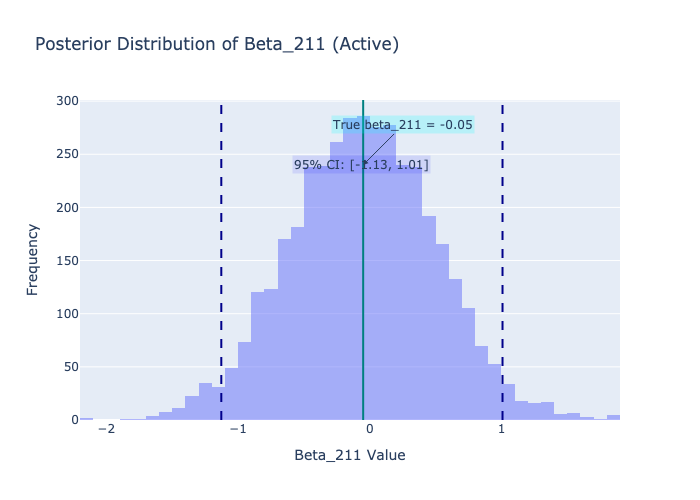 Posterior Distribution of Beta_211 (Active)
300
True beta_211 = -0.05
250
95% CI: [-1.13, 1.01]
200
150
100
50
0
Frequency
−2
−1
0
1
Beta_211 Value